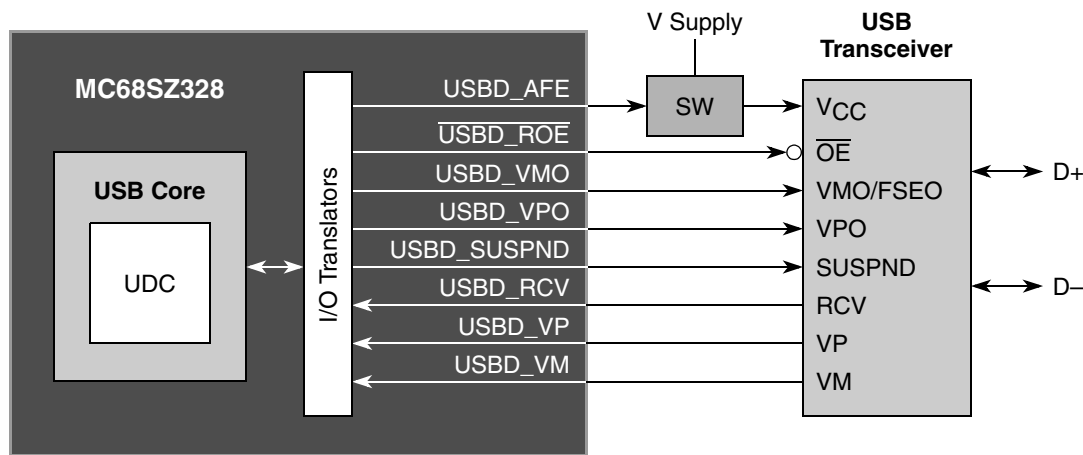 V Supply
USB
Transceiver
MC68SZ328
USB Core
UDC
I/O Translators
USBD_AFE
USBD_ROE
USBD_VMO
USBD_VPO
USBD_SUSPND
USBD_RCV
USBD_VP
USBD_VM
SW
VCC
OE
VMO/FSEO
VPO
SUSPND
RCV
VP
VM
D+
D–